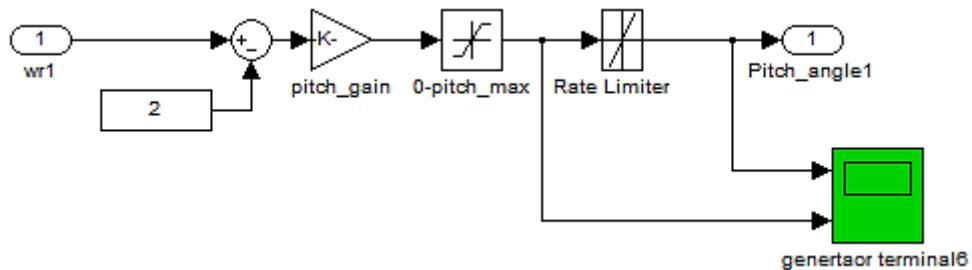 1
wr1
+
-
2
K-
pitch_gain
0-pitch_max
Rate Limiter
1
Pitch_angle1
genertaor terminal6